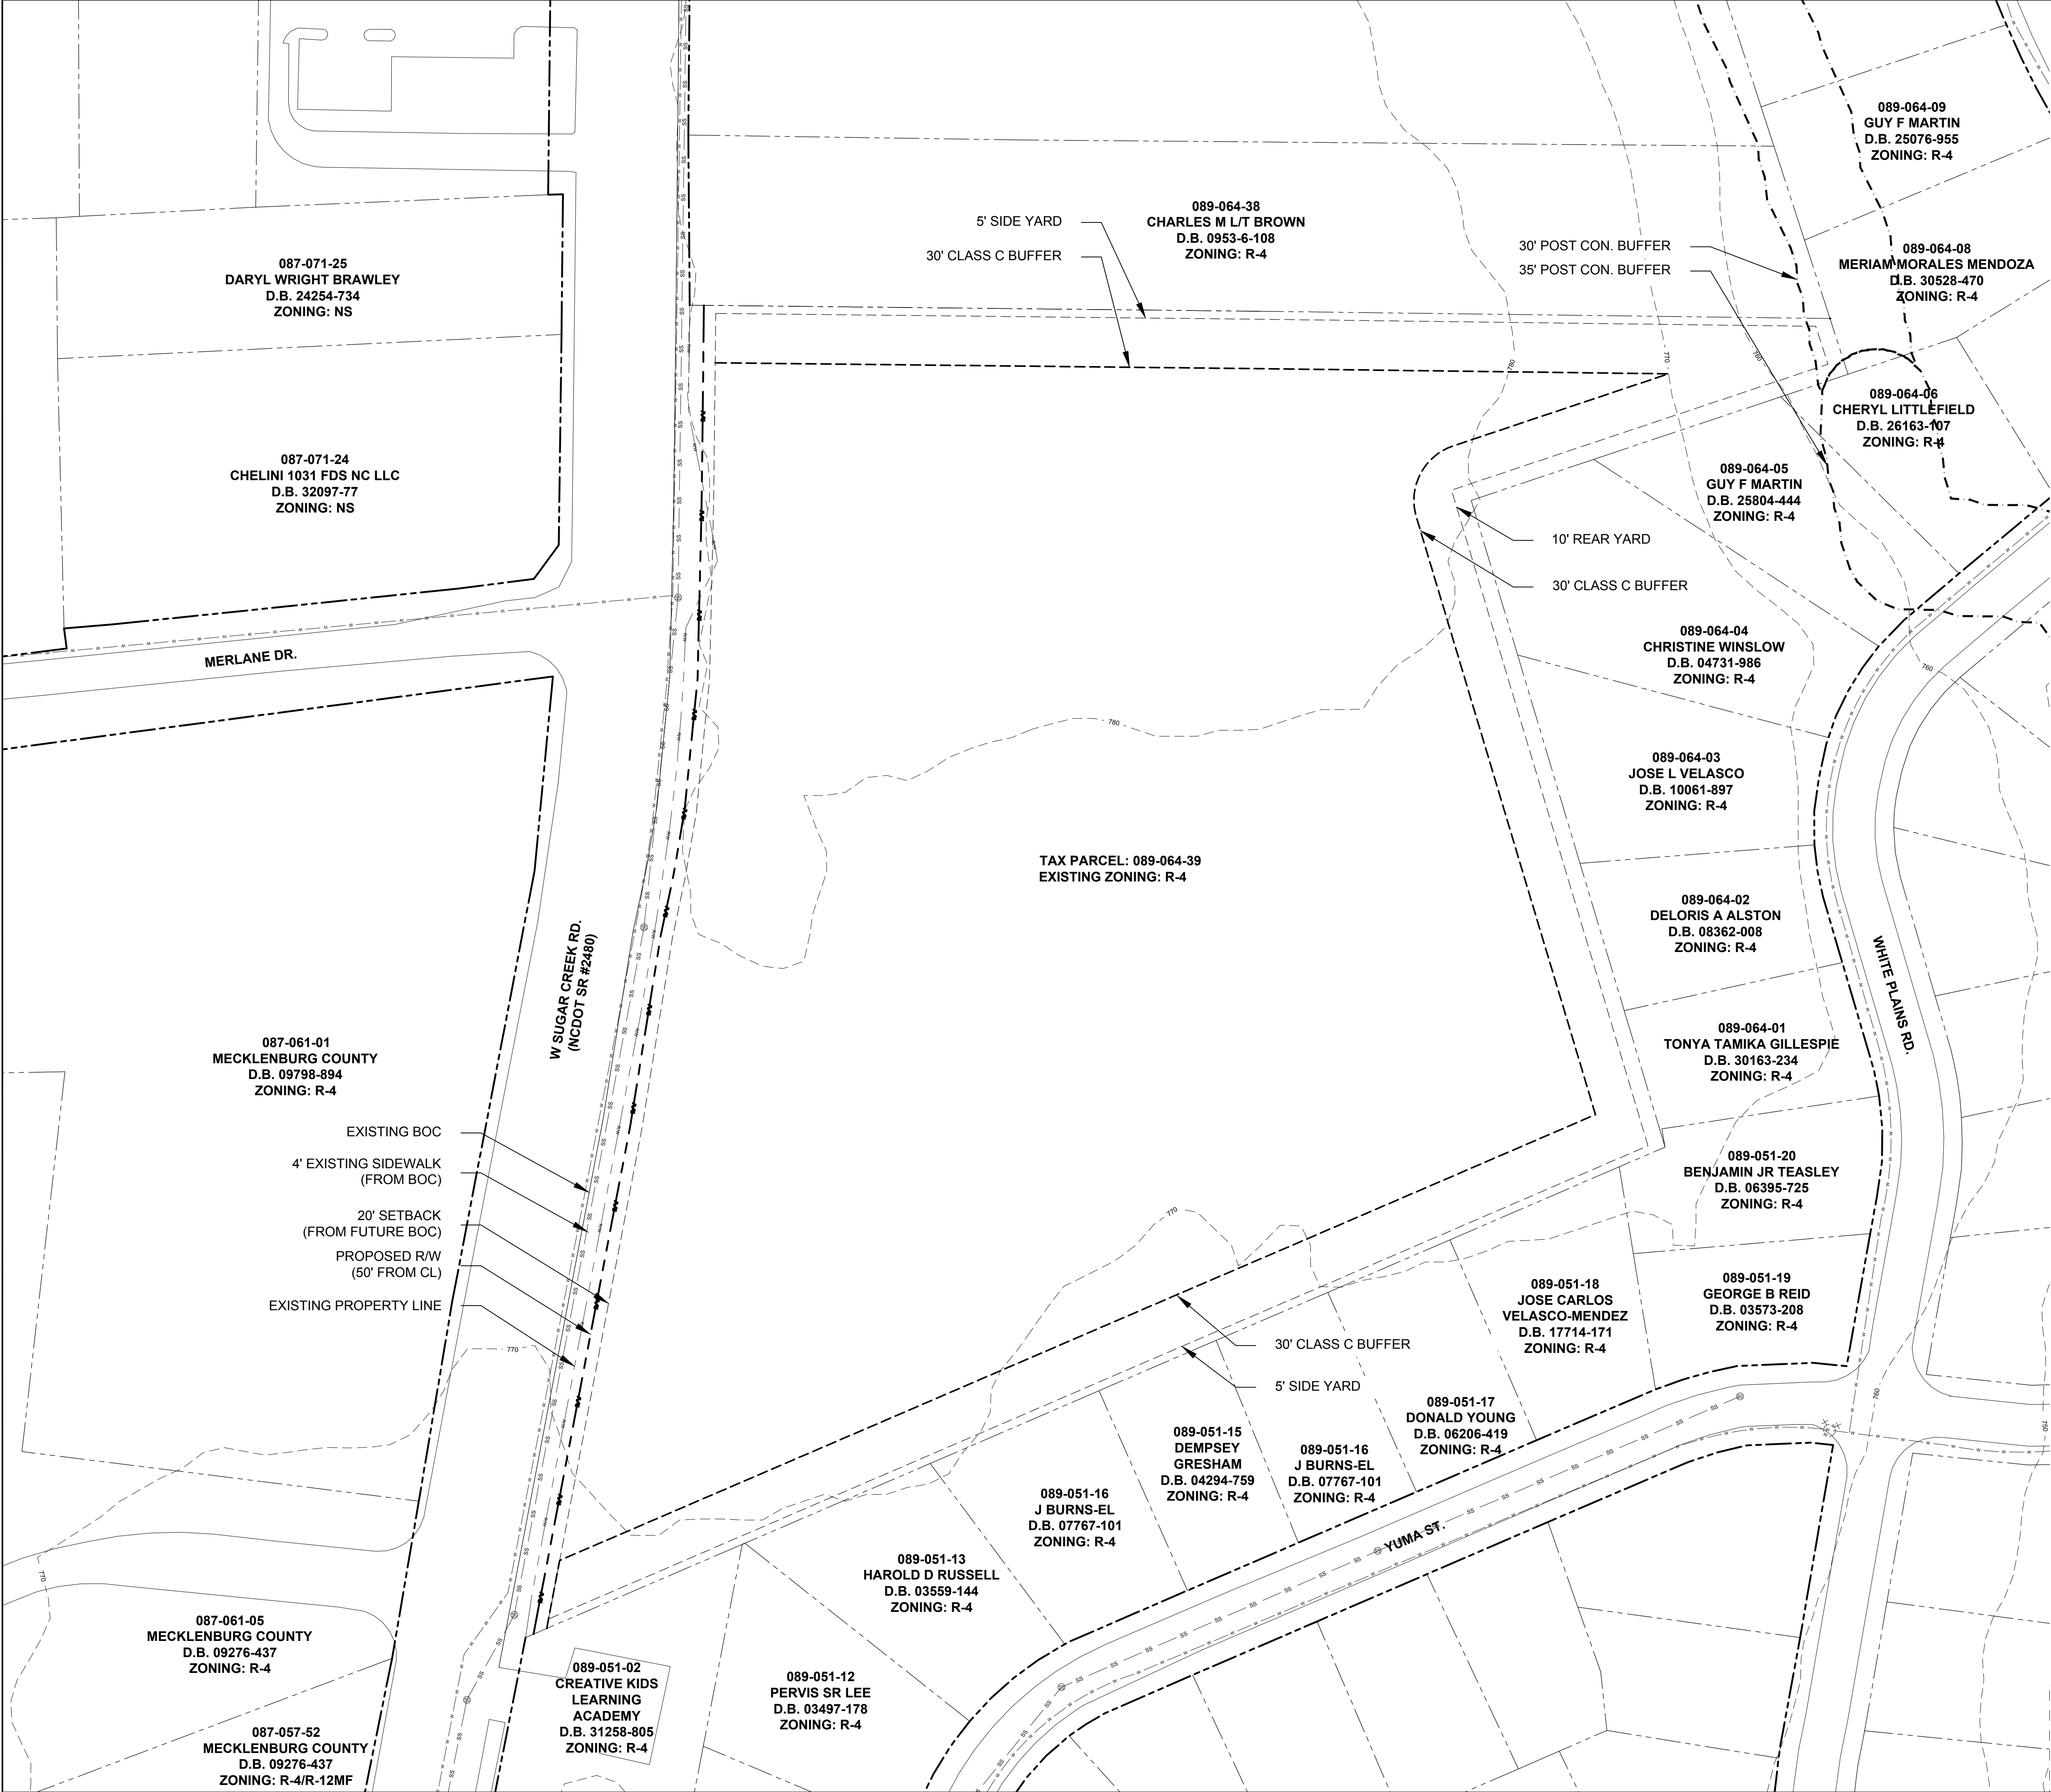 089-064-09
GUY F MARTIN
D.B. 25076-955
ZONING: R-4
089-064-38
CHARLES M L/T BROWN
D.B. 0953-6-108
ZONING: R-4
5' SIDE YARD
30' CLASS C BUFFER
30' POST CON. BUFFER
35' POST CON. BUFFER
089-064-08
MERIAM MORALES MENDOZA
D.B. 30528-470
ZONING: R-4
087-071-25
DARYL WRIGHT BRAWLEY
D.B. 24254-734
ZONING: NS
780
770
760
089-064-06
CHERYL LITTLEFIELD
D.B. 26163-107
ZONING: R-4
087-071-24
CHELINI 1031 FDS NC LLC
D.B. 32097-77
ZONING: NS
089-064-05
GUY F MARTIN
D.B. 25804-444
ZONING: R-4
10' REAR YARD
30' CLASS C BUFFER
089-064-04
CHRISTINE WINSLOW
D.B. 04731-986
ZONING: R-4
760
MERLANE DR.
780
089-064-03
JOSE L VELASCO
D.B. 10061-897
ZONING: R-4
TAX PARCEL: 089-064-39
EXISTING ZONING: R-4
089-064-02
DELORIS A ALSTON
D.B. 08362-008
ZONING: R-4
W SUGAR CREEK RD.
(NCDOT SR #2480)
WHITE PLAINS RD.
089-064-01
TONYA TAMIKA GILLESPIE
D.B. 30163-234
ZONING: R-4
087-061-01
MECKLENBURG COUNTY
D.B. 09798-894
ZONING: R-4
EXISTING BOC
4' EXISTING SIDEWALK
(FROM BOC)
20' SETBACK
(FROM FUTURE BOC)
PROPOSED R/W
(50' FROM CL)
EXISTING PROPERTY LINE
089-051-20
BENJAMIN JR TEASLEY
D.B. 06395-725
ZONING: R-4
770
089-051-18
JOSE CARLOS
VELASCO-MENDEZ
D.B. 17714-171
ZONING: R-4
089-051-19
GEORGE B REID
D.B. 03573-208
ZONING: R-4
770
30' CLASS C BUFFER
5' SIDE YARD
760
750
089-051-17
DONALD YOUNG
D.B. 06206-419
ZONING: R-4
089-051-15
DEMPSEY
GRESHAM
D.B. 04294-759
ZONING: R-4
089-051-16
J BURNS-EL
D.B. 07767-101
ZONING: R-4
089-051-16
J BURNS-EL
D.B. 07767-101
ZONING: R-4
YUMA ST.
089-051-13
HAROLD D RUSSELL
D.B. 03559-144
ZONING: R-4
770
087-061-05
MECKLENBURG COUNTY
D.B. 09276-437
ZONING: R-4
089-051-02
CREATIVE KIDS
LEARNING
ACADEMY
D.B. 31258-805
ZONING: R-4
089-051-12
PERVIS SR LEE
D.B. 03497-178
ZONING: R-4
087-057-52
MECKLENBURG COUNTY
D.B. 09276-437
ZONING: R-4/R-12MF